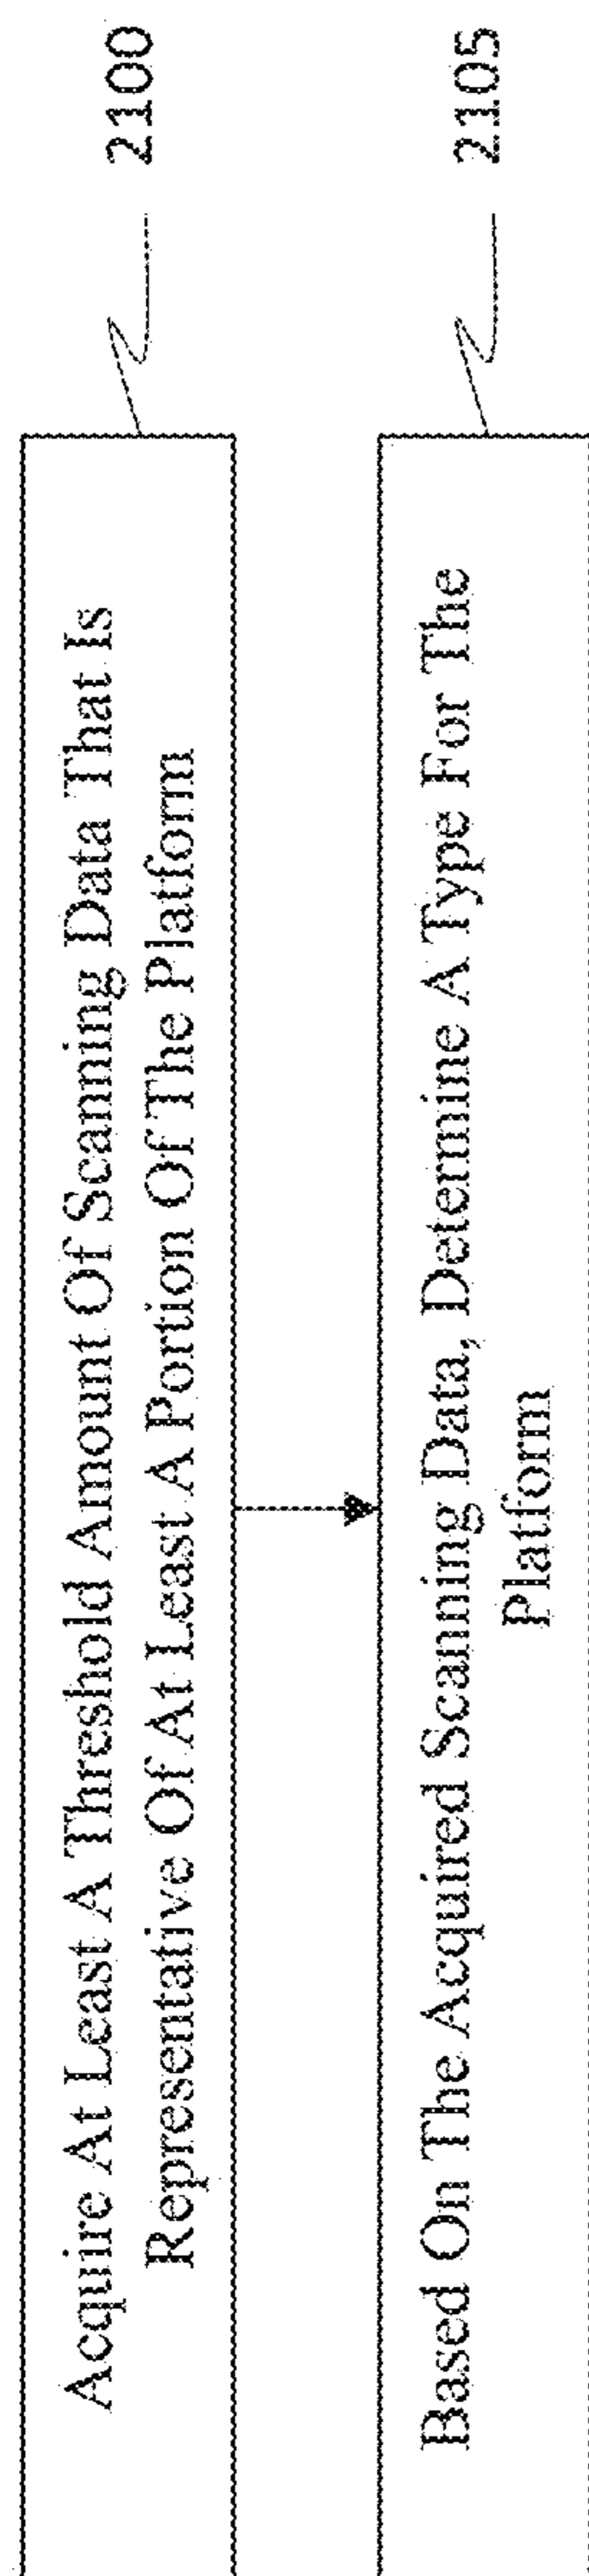 Acquire At Least A Threshold Amount Of Scanning Data That Is
Representative Of At Least A Portion Of The Platform
2100
Based On The Acquired Scanning Data, Determine A Type For The
Platform
2105